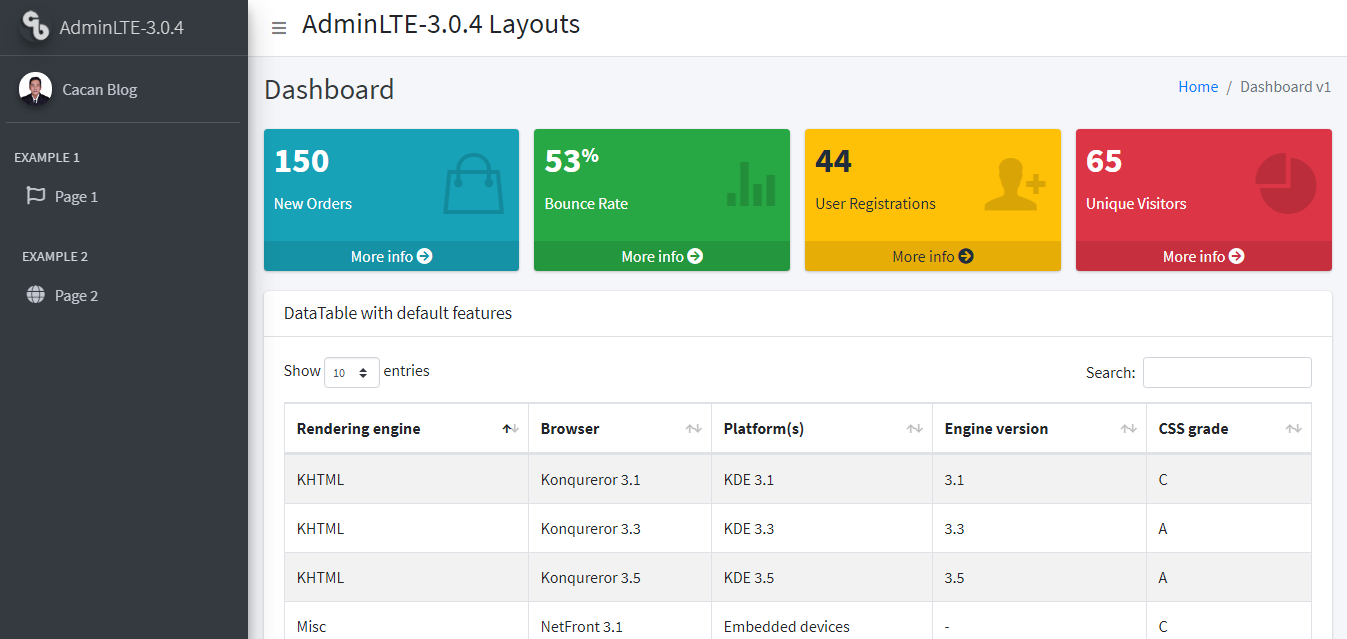 AdminLTE-3.0.4
AdminLTE-3.0.4 Layouts
Cacan Blog
EXAMPLE 1
Page 1
EXAMPLE 2
Page 2
Dashboard
Home / Dashboard v1
150
New Orders
More info
53%
Bounce Rate
More info
44
User Registrations
More info
65
Unique Visitors
More info
DataTable with default features
Show 10 entries
Search:
Rendering engine Browser Platform(s) Engine version CSS grade
KHTML Konqureror 3.1 KDE 3.1 3.1 C
KHTML Konqureror 3.3 KDE 3.3 3.3 A
KHTML Konqureror 3.5 KDE 3.5 3.5 A
Misc NetFront 3.1 Embedded devices - C